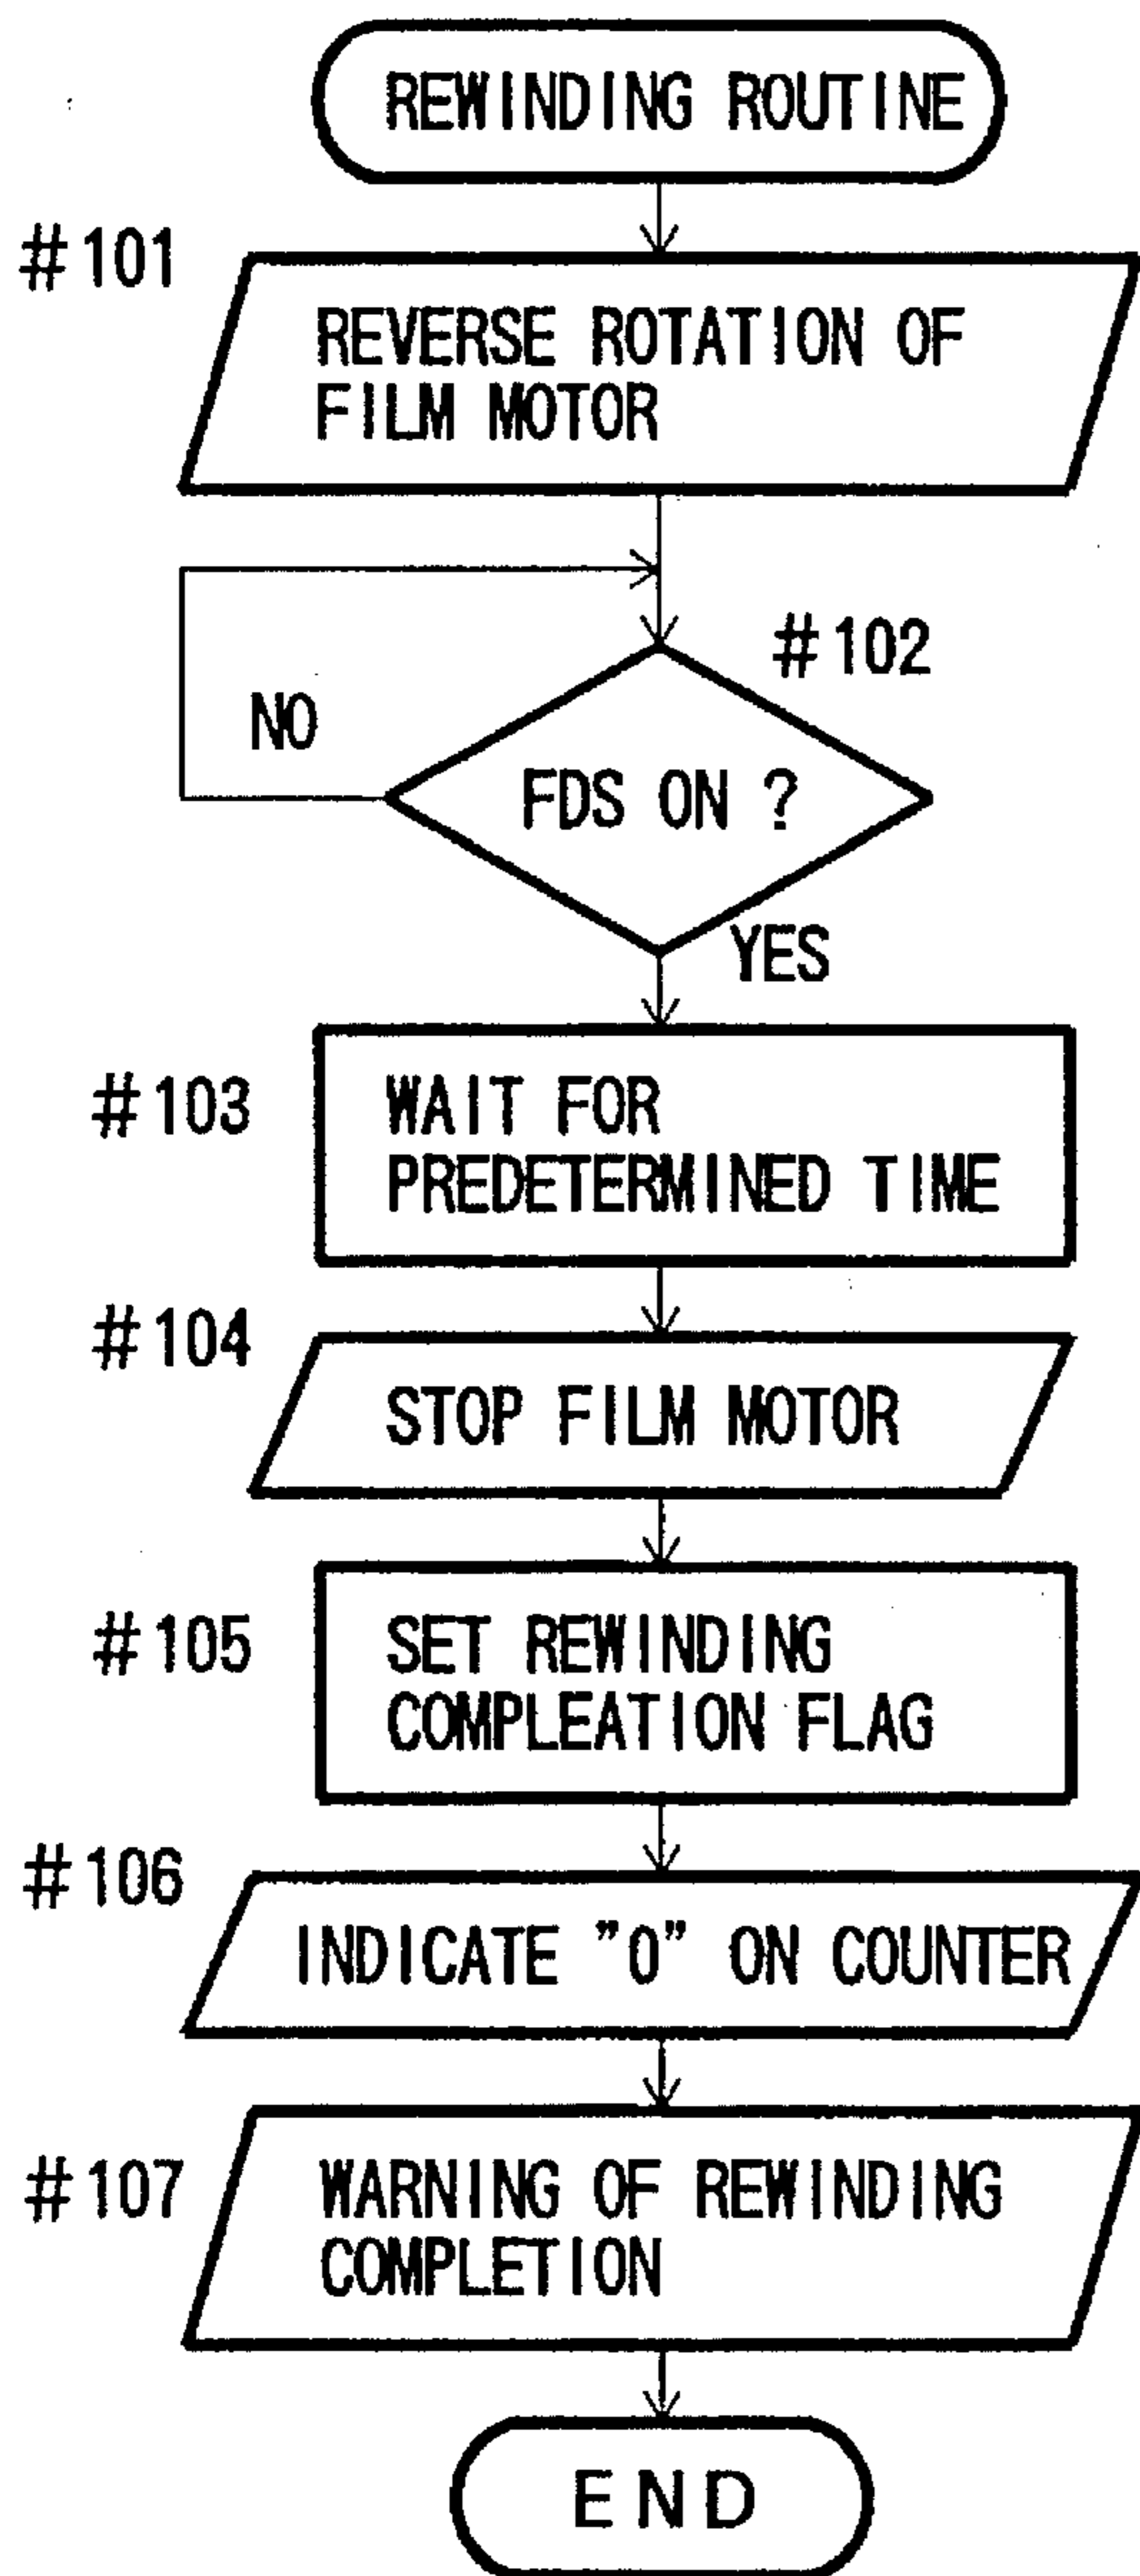 REWINDING ROUTINE
#101
REVERSE ROTATION OF
FILM MOTOR
#102
NO
FDS ON ?
YES
#103
WAIT FOR
PREDETERMINED TIME
#104
STOP FILM MOTOR
#105
SET REWINDING
COMPLEATION FLAG
#106
INDICATE ”0” ON COUNTER
#107
WARNING OF REWINDING
COMPLETION
END